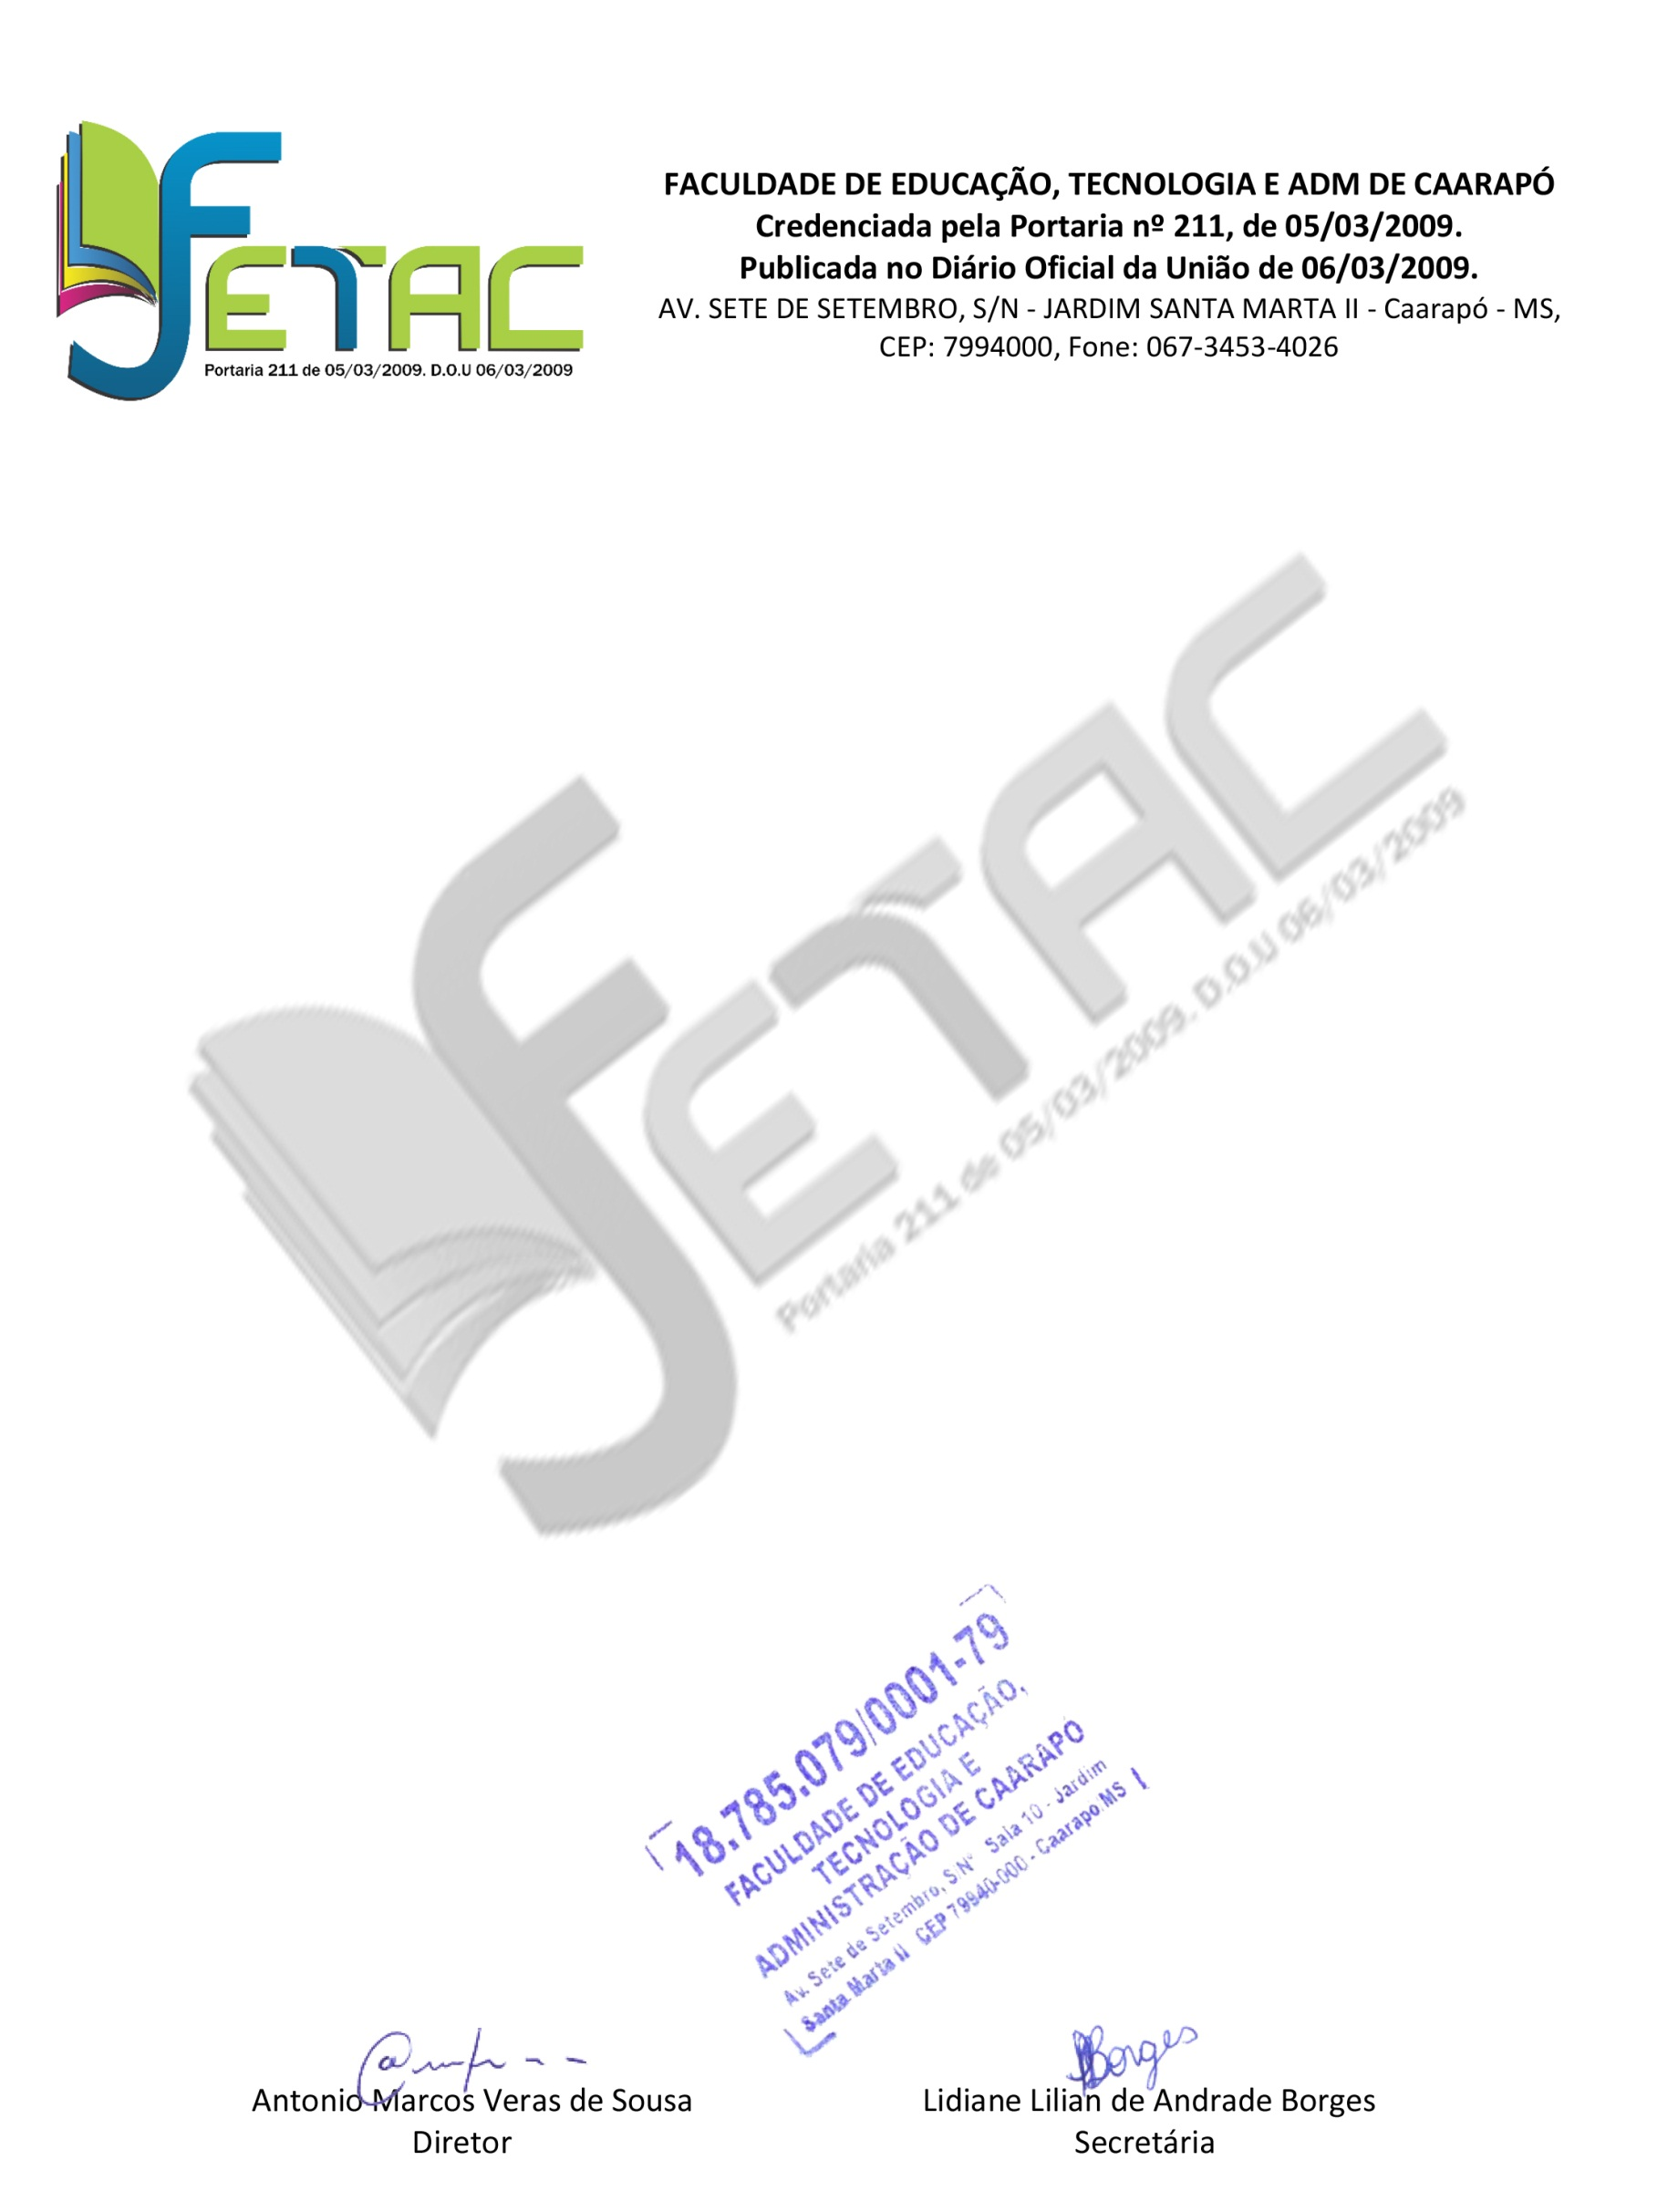 FETAC
Portaria 211 de 05/03/2009. D.O.U 06/03/2009
FACULDADE DE EDUCAÇÃO, TECNOLOGIA E ADM DE CAARAPÓ
Credenciada pela Portaria nº 211, de 05/03/2009.
Publicada no Diário Oficial da União de 06/03/2009.
AV. SETE DE SETEMBRO, S/N - JARDIM SANTA MARTA II - Caarapó - MS,
CEP: 7994000, Fone: 067-3453-4026
FETAC
Portaria 211 de 05/03/2009. D.O.U 06/03/2009
18.785.079/0001-79
FACULDADE DE EDUCAÇÃO,
TECNOLOGIA E
ADMINISTRAÇÃO DE CAARAPÓ
Av. Sete de Setembro, S/Nº Sala 10 - Jardim
Santa Marta II CEP 79940-000 - Caarapo/MS
Borges
Antonio Marcos Veras de Sousa
Diretor
Lidiane Lilian de Andrade Borges
Secretária